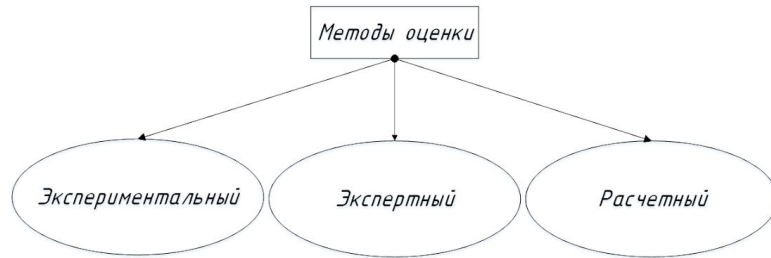 Методы оценки
Экспериментальный
Экспертный
Расчетный